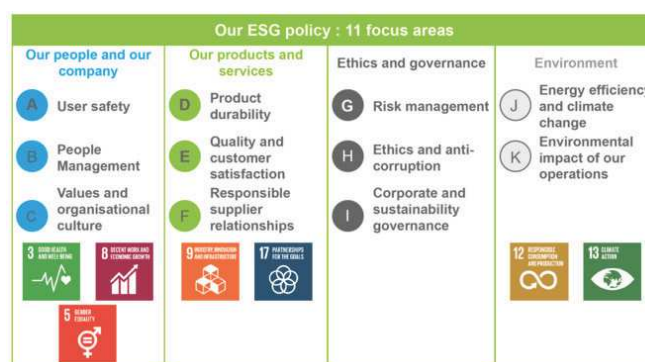 Our ESG policy : 11 focus areas
Our people and our
company
A
User safety
B
People
Management
C
Values and
organisational
culture
3 GOOD HEALTH
AND WELL-BEING
8 DECENT WORK AND
ECONOMIC GROWTH
5 GENDER
EQUALITY
Our products and
services
D
Product
durability
E
Quality and
customer
satisfaction
F
Responsible
supplier
relationships
9 INDUSTRY, INNOVATION
AND INFRASTRUCTURE
17 PARTNERSHIPS
FOR THE GOALS
Ethics and governance
G
Risk management
H
Ethics and anti-
corruption
I
Corporate and
sustainability
governance
Environment
J
Energy efficiency
and climate
change
K
Environmental
impact of our
operations
12 RESPONSIBLE
CONSUMPTION
AND PRODUCTION
13 CLIMATE
ACTION